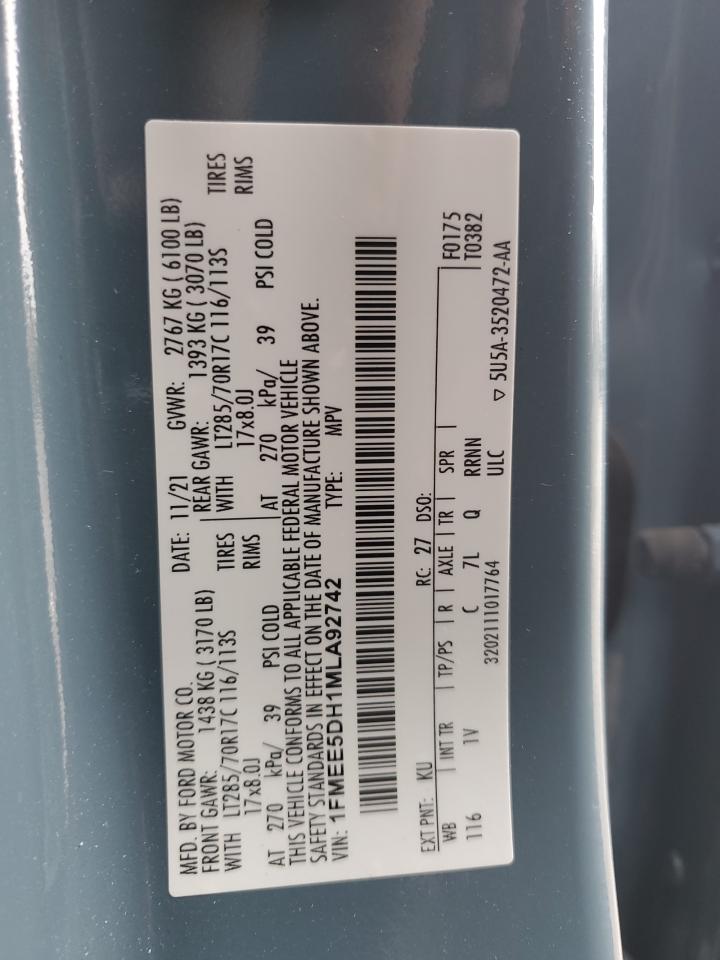 MFD. BY FORD MOTOR CO. DATE: 11/21 GVWR: 2767 KG ( 6100 LB)
FRONT GAWR: 1438 KG ( 3170 LB) REAR GAWR: 1393 KG ( 3070 LB)
WITH LT285/70R17C 116/113S TIRES WITH LT285/70R17C 116/113S TIRES
17x8.0J RIMS 17x8.0J RIMS
AT 270 kPa/ 39 PSI COLD AT 270 kPa/ 39 PSI COLD
THIS VEHICLE CONFORMS TO ALL APPLICABLE FEDERAL MOTOR VEHICLE
SAFETY STANDARDS IN EFFECT ON THE DATE OF MANUFACTURE SHOWN ABOVE.
VIN: 1FMEE5DH1MLA92742 TYPE: MPV
EXT PNT: KU RC: 27 DSO: F0175
WB INT TR TP/PS R AXLE TR SPR T0382
116 1V C 7L Q RRNN
3202111017764 ULC ▽ 5U5A-3520472-AA